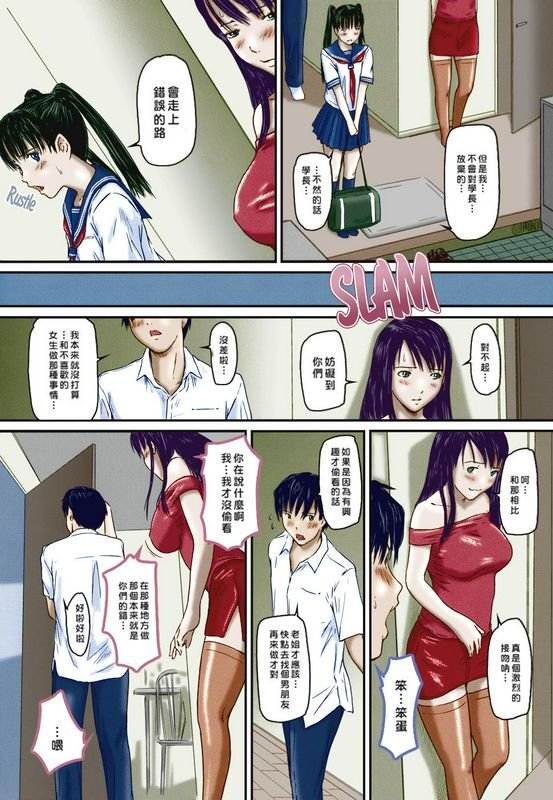 但是我…
不會對學長
放棄的…
…不然的話
學長…
會走上
錯誤的路
Rustle
SLAM
對不起…
妨礙到
你們
沒差啦…
我本來就沒打算
…和不喜歡的
女生做那種事情…
呵…
和那相比
真是個激烈的
接吻吶…
笨…笨蛋
如果是因為有興
趣才偷看的話
老姐才應該…
快點去找個男朋友
再來做才對
你在說什麼啊
我…我才沒偷看
在那種地方做
那個本來就是
你們的錯…
好啦好啦
…喂